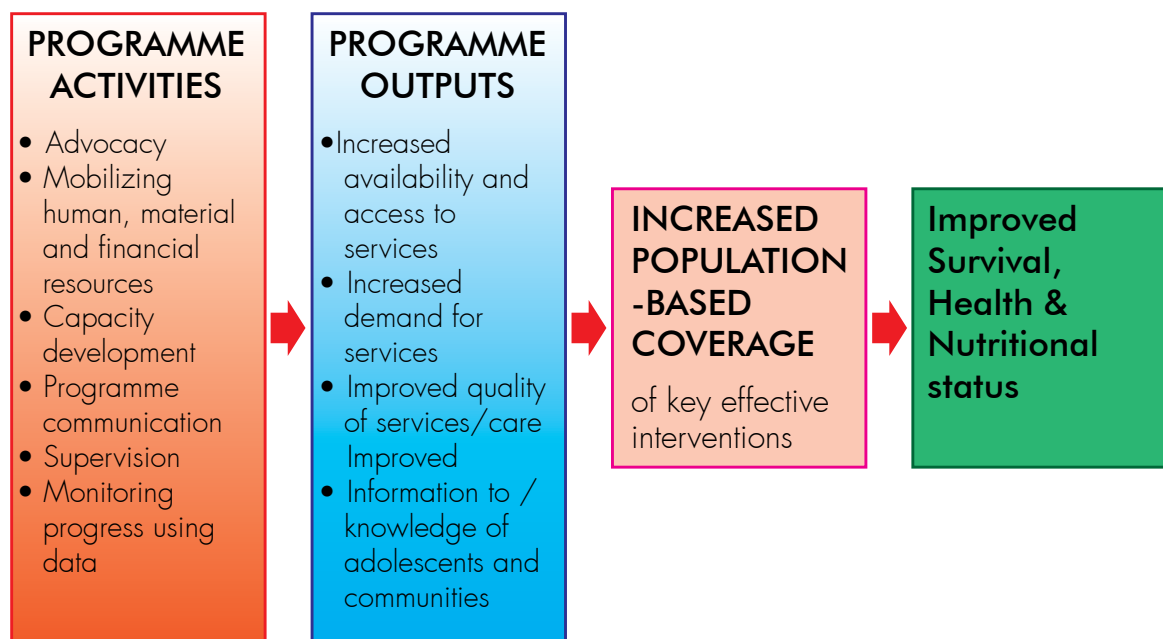 PROGRAMME
ACTIVITIES
• Advocacy
• Mobilizing
human, material
and financial
resources
• Capacity
development
• Programme
communication
• Supervision
• Monitoring
progress using
data
PROGRAMME
OUTPUTS
•Increased
availability and
access to
services
• Increased
demand for
services
• Improved quality
of services/care
Improved
• Information to /
knowledge of
adolescents and
communities
INCREASED
POPULATION
-BASED
COVERAGE
of key effective
interventions
Improved
Survival,
Health &
Nutritional
status